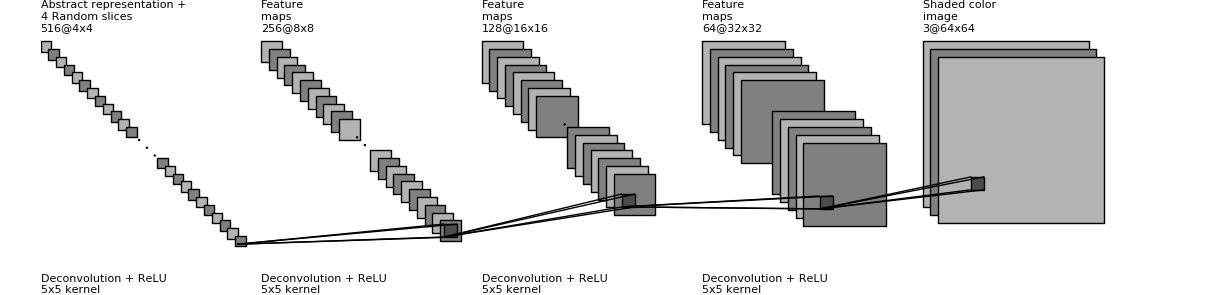 Abstract representation +
4 Random slices
516@4x4
Feature
maps
256@8x8
Feature
maps
128@16x16
Feature
maps
64@32x32
Shaded color
image
3@64x64
Deconvolution + ReLU
5x5 kernel
Deconvolution + ReLU
5x5 kernel
Deconvolution + ReLU
5x5 kernel
Deconvolution + ReLU
5x5 kernel